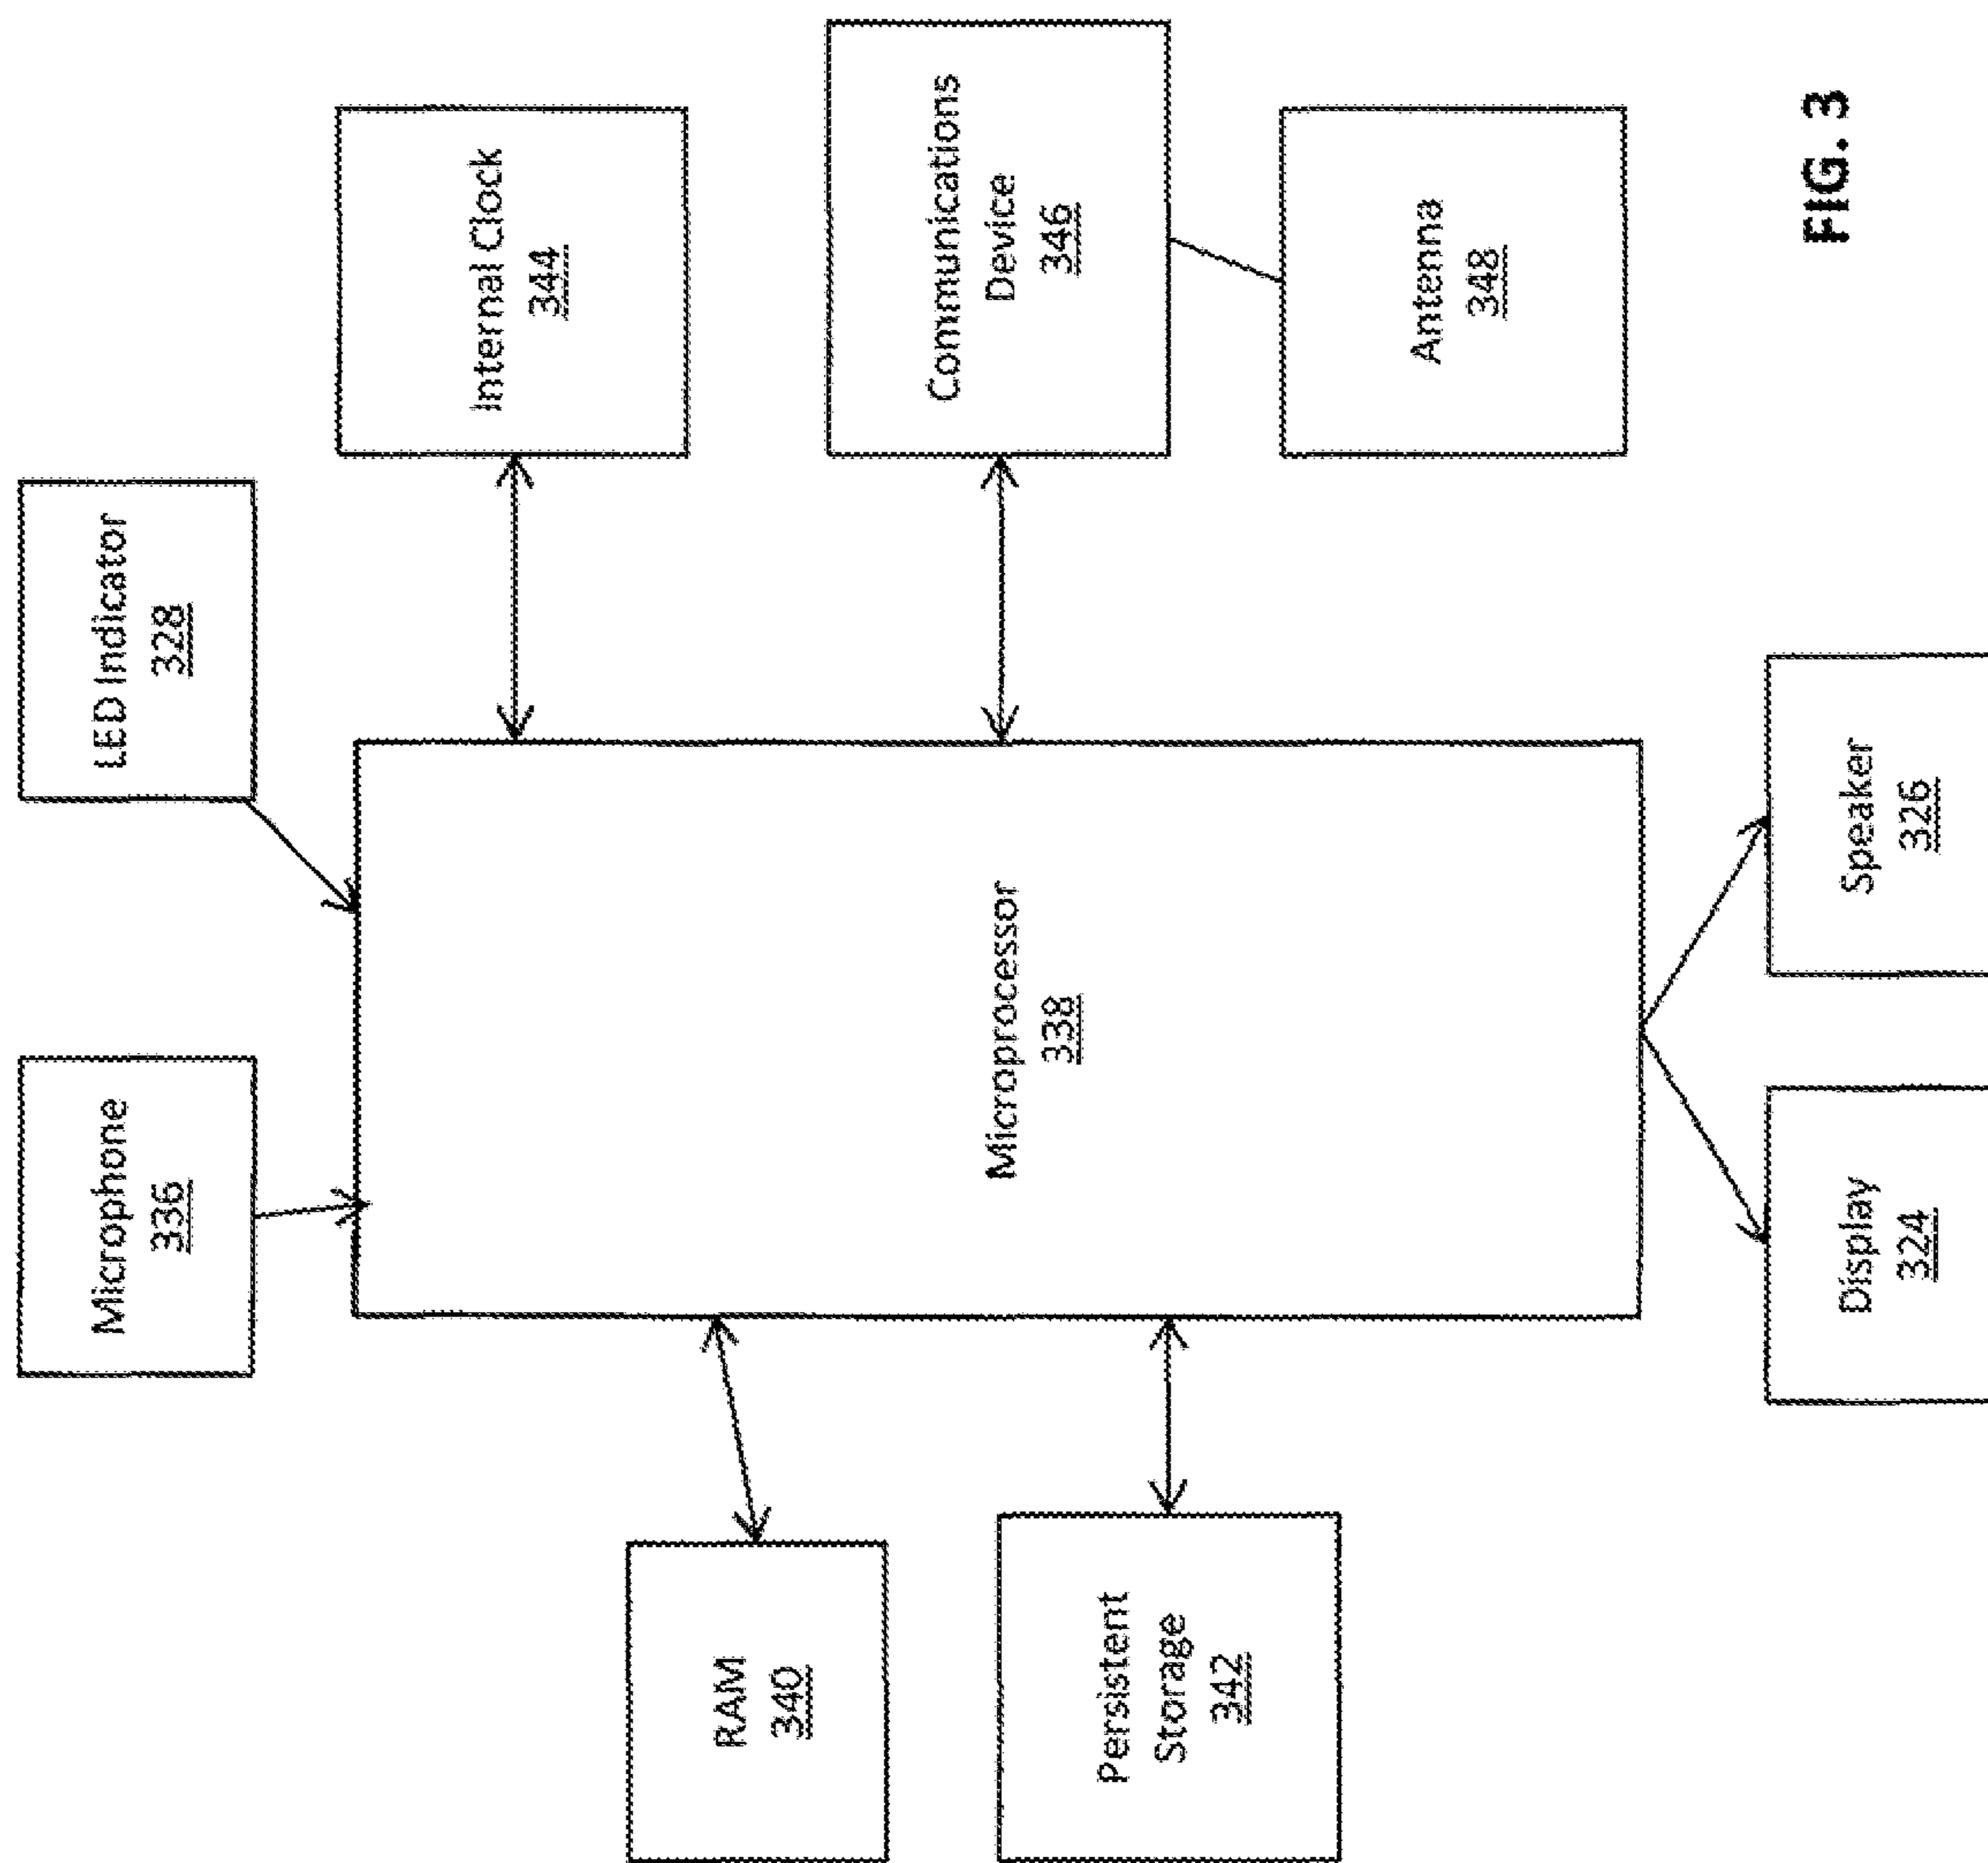 Microphone
336
LED Indicator
328
RAM
340
Persistent
Storage
342
Microprocessor
338
Internal Clock
344
Communications
Device
346
Antenna
348
Display
324
Speaker
326
FIG. 3